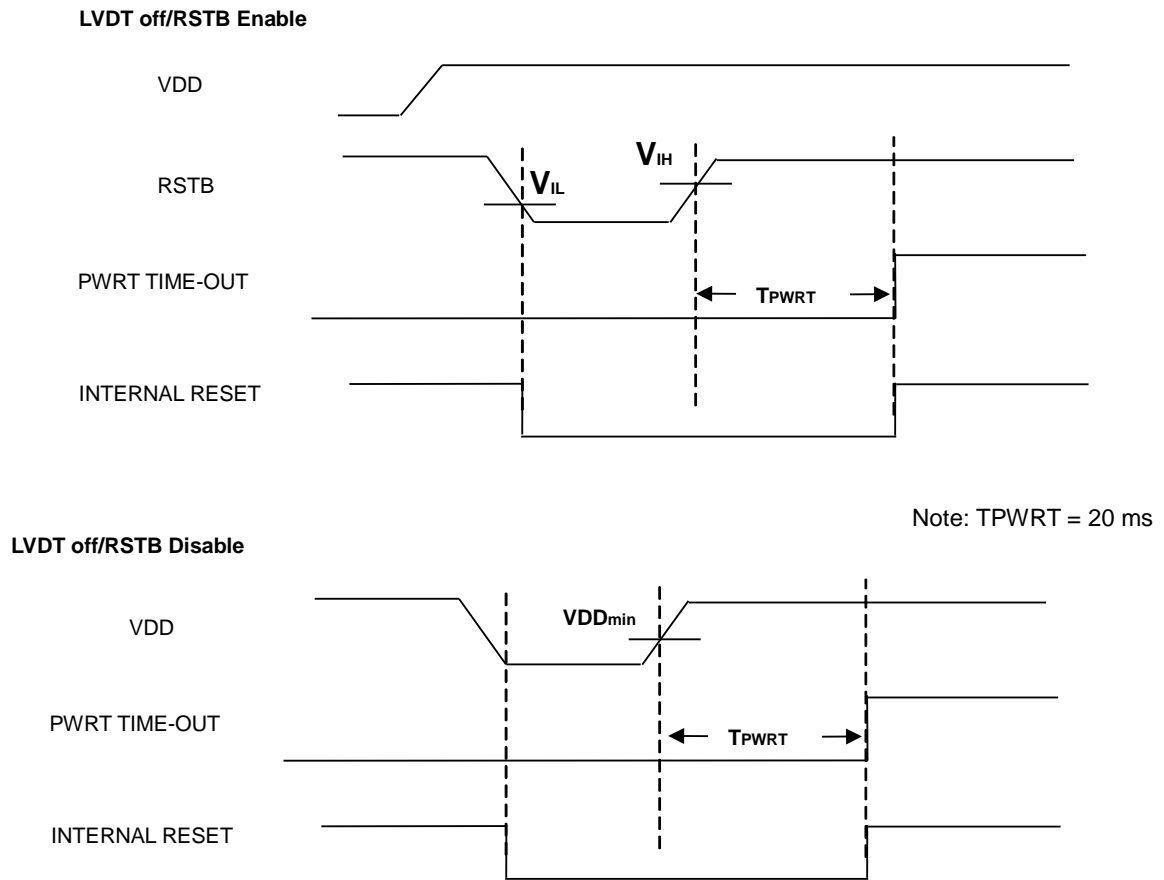 LVDT off/RSTB Enable
VDD
RSTB
VIL
VIH
PWRT TIME-OUT
TPWRT
INTERNAL RESET
Note: TPWRT = 20 ms
LVDT off/RSTB Disable
VDD
VDDmin
PWRT TIME-OUT
TPWRT
INTERNAL RESET